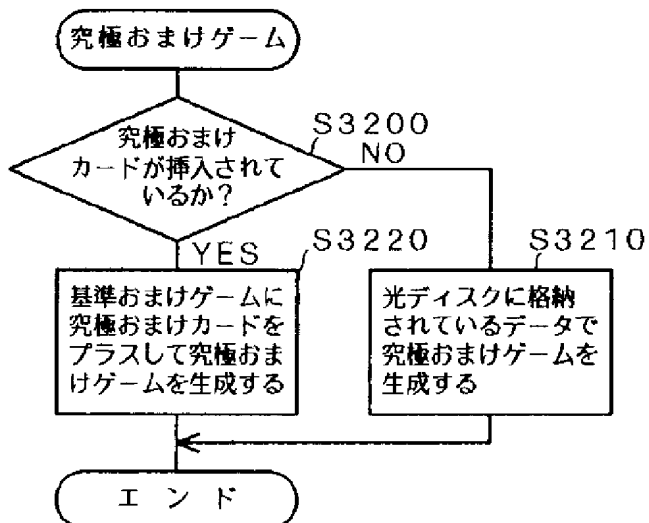 究極おまけゲーム
究極おまけ
カードが挿入されて
いるか?
S3200
NO
YES
S3220
S3210
基準おまけゲームに
究極おまけカードを
プラスして究極おま
けゲームを生成する
光ディスクに格納
されているデータで
究極おまけゲームを
生成する
エンド